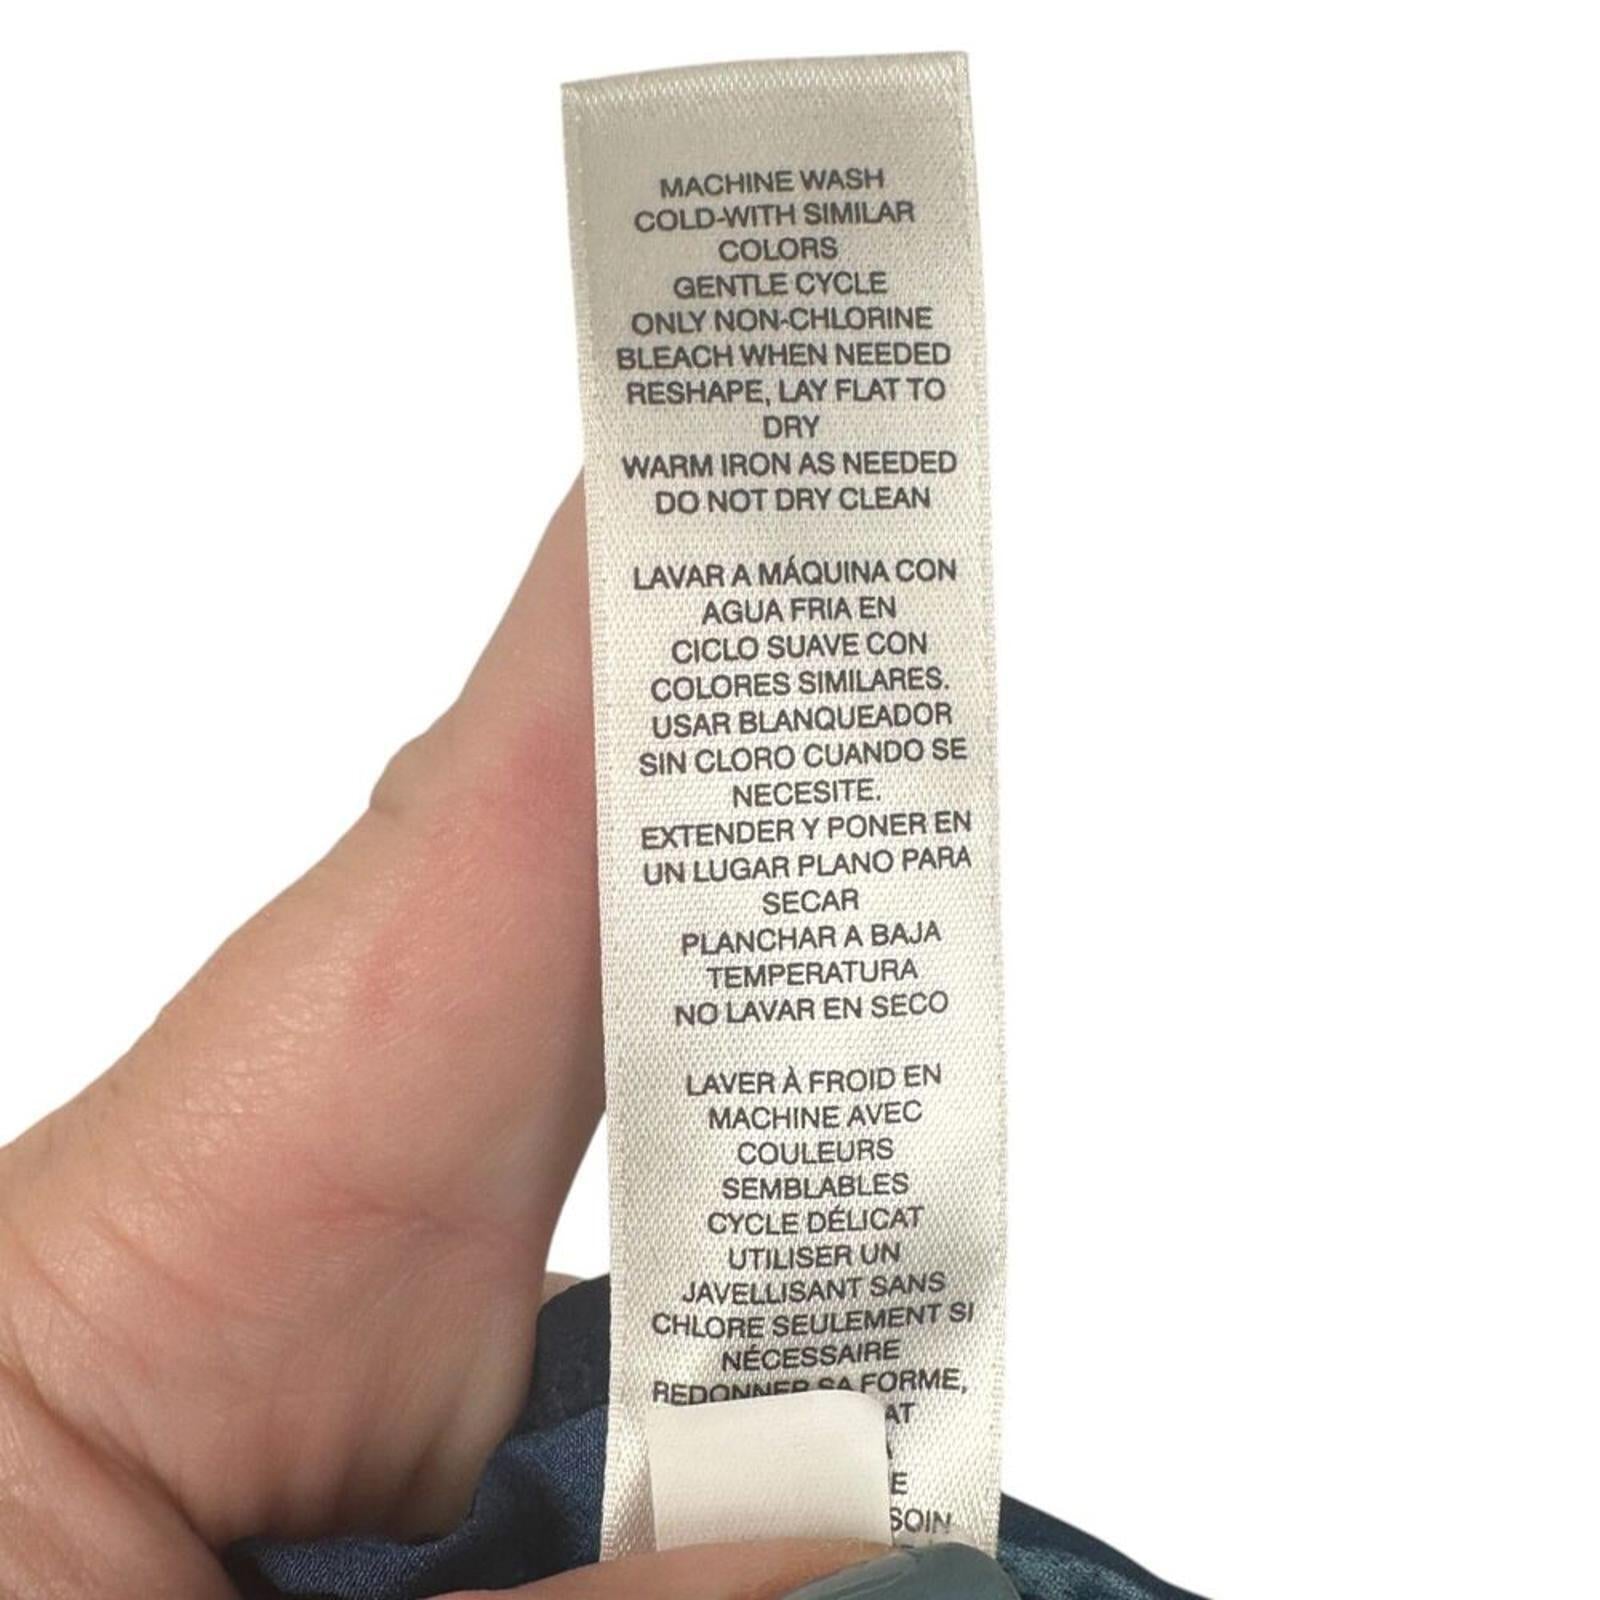 MACHINE WASH
COLD-WITH SIMILAR
COLORS
GENTLE CYCLE
ONLY NON-CHLORINE
BLEACH WHEN NEEDED
RESHAPE, LAY FLAT TO
DRY
WARM IRON AS NEEDED
DO NOT DRY CLEAN
LAVAR A MÁQUINA CON
AGUA FRIA EN
CICLO SUAVE CON
COLORES SIMILARES.
USAR BLANQUEADOR
SIN CLORO CUANDO SE
NECESITE.
EXTENDER Y PONER EN
UN LUGAR PLANO PARA
SECAR
PLANCHAR A BAJA
TEMPERATURA
NO LAVAR EN SECO
LAVER À FROID EN
MACHINE AVEC
COULEURS
SEMBLABLES
CYCLE DÉLICAT
UTILISER UN
JAVELLISANT SANS
CHLORE SEULEMENT SI
NÉCESSAIRE
REDONNER SA FORME,
SOIN